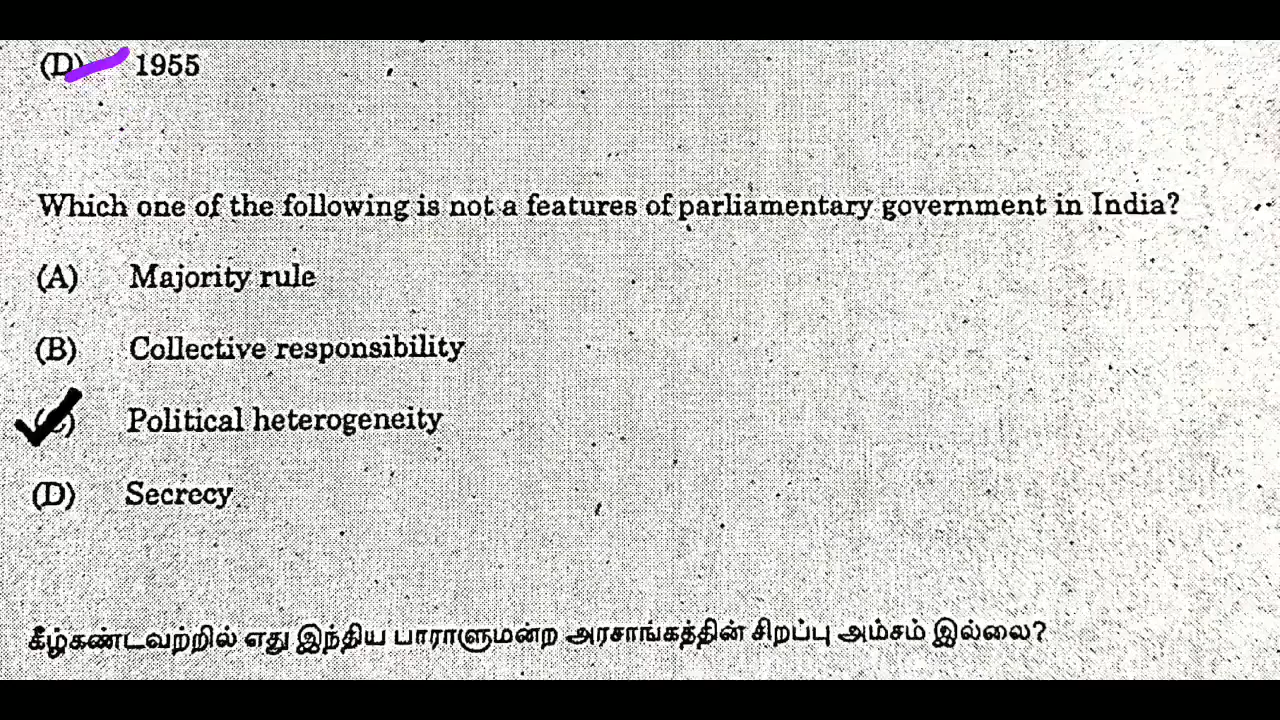 (D) 1955
Which one of the following is not a features of parliamentary government in India?
(A) Majority rule
(B) Collective responsibility
(C) Political heterogeneity
(D) Secrecy
கீழ்கண்டவற்றில் எது இந்திய பாராளுமன்ற அரசாங்கத்தின் சிறப்பு அம்சம் இல்லை?